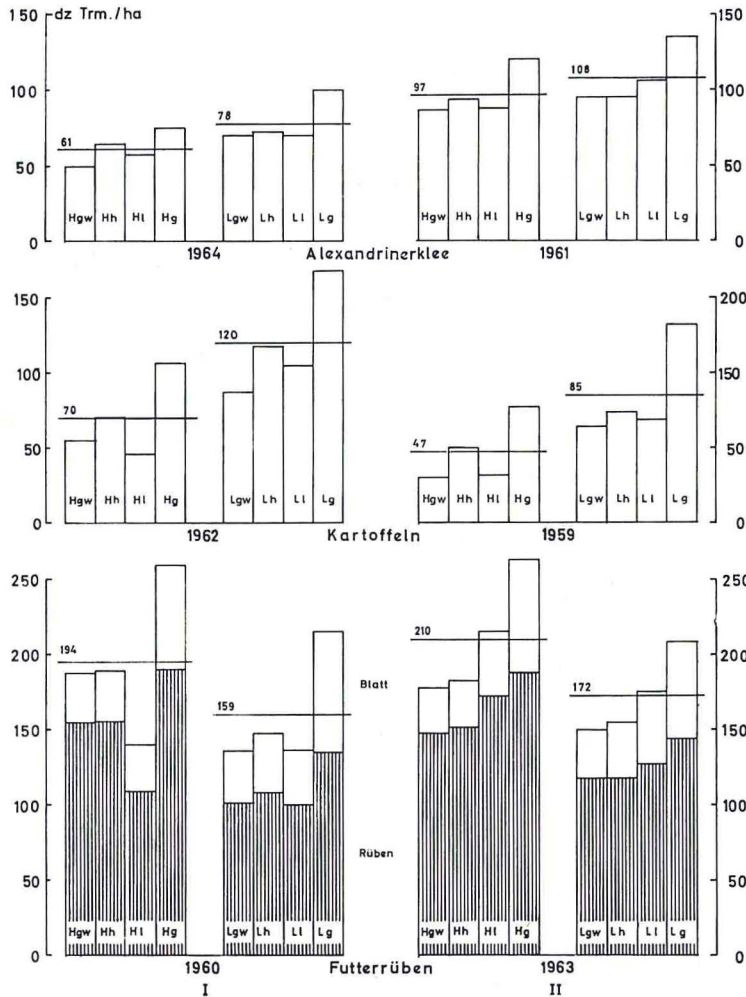 150 dz Trm./ha 150
108
97
100 78 100
61
50 50
Hgw Hh Hl Hg Lgw Lh Ll Lg Hgw Hh Hl Hg Lgw Lh Ll Lg
0 0
1964 Alexandrinerklee 1961
150 200
120
100 85 150
70
47
50 50
Hgw Hh Hl Hg Lgw Lh Ll Lg Hgw Hh Hl Hg Lgw Lh Ll Lg
0 0
1962 Kartoffeln 1959
250 250
210
200 194 200
159 Blatt 172
150 150
100 100
Rüben
50 50
Hgw Hh Hl Hg Lgw Lh Ll Lg Hgw Hh Hl Hg Lgw Lh Ll Lg
0 0
1960 Futterrüben 1963
I II